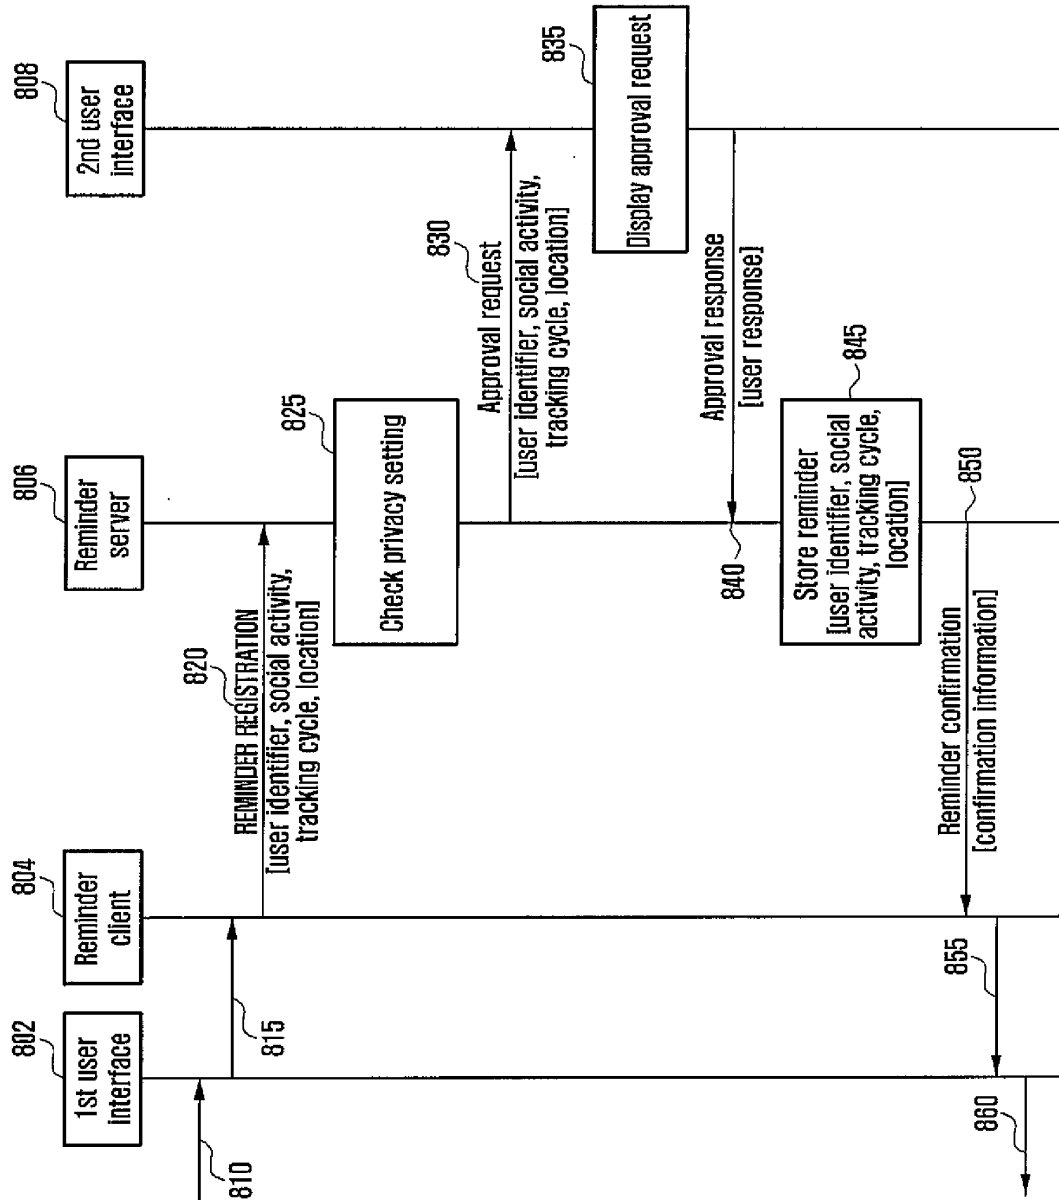 802
1st user
interface
804
Reminder
client
806
Reminder
server
808
2nd user
interface
810
815
820
REMINDER REGISTRATION
[user identifier, social activity,
tracking cycle, location]
825
Check privacy setting
830
Approval request
[user identifier, social activity,
tracking cycle, location]
835
Display approval request
Approval response
[user response]
840
845
Store reminder
[user identifier, social
activity, tracking cycle,
location]
850
Reminder confirmation
[confirmation information]
855
860